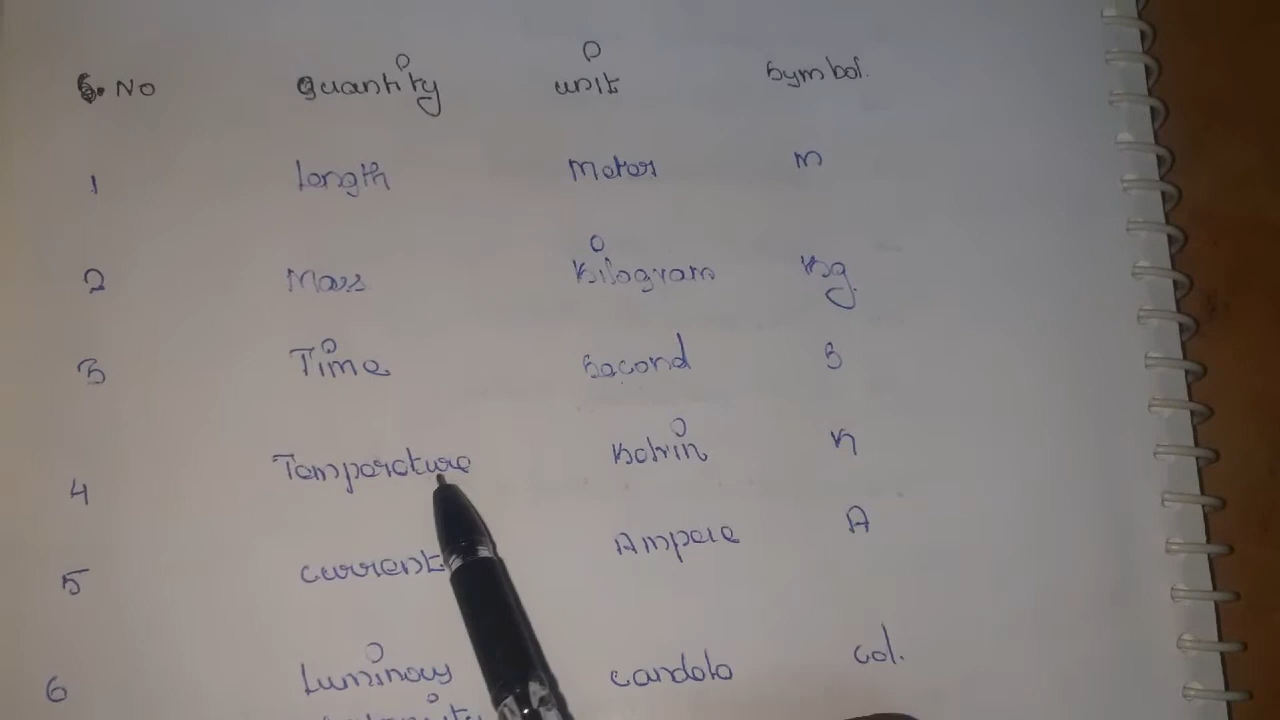 S. No Quantity unit Symbol.
1 Length Meter m
2 Mass Kilogram Kg.
3 Time Second S
4 Temperature Kelvin K
5 current Ampere A
6 Luminous candela cd.